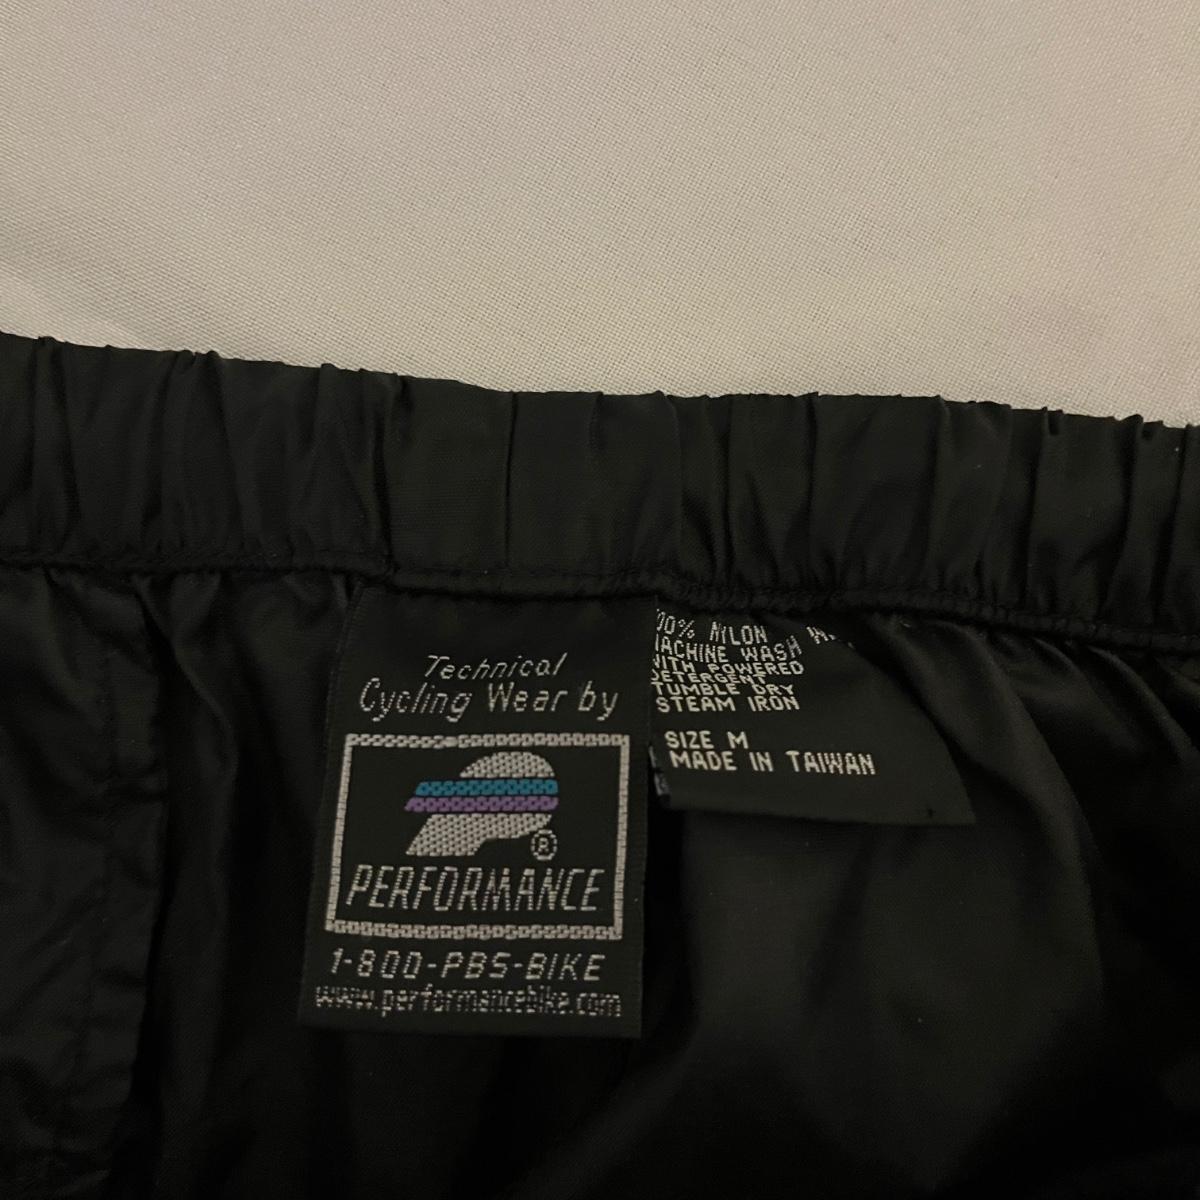 Technical
Cycling Wear by
®
PERFORMANCE
1-800-PBS-BIKE
www.performancebike.com
00% NYLON
MACHINE WASH
WITH POWERED
DETERGENT
TUMBLE DRY
STEAM IRON
SIZE M
MADE IN TAIWAN